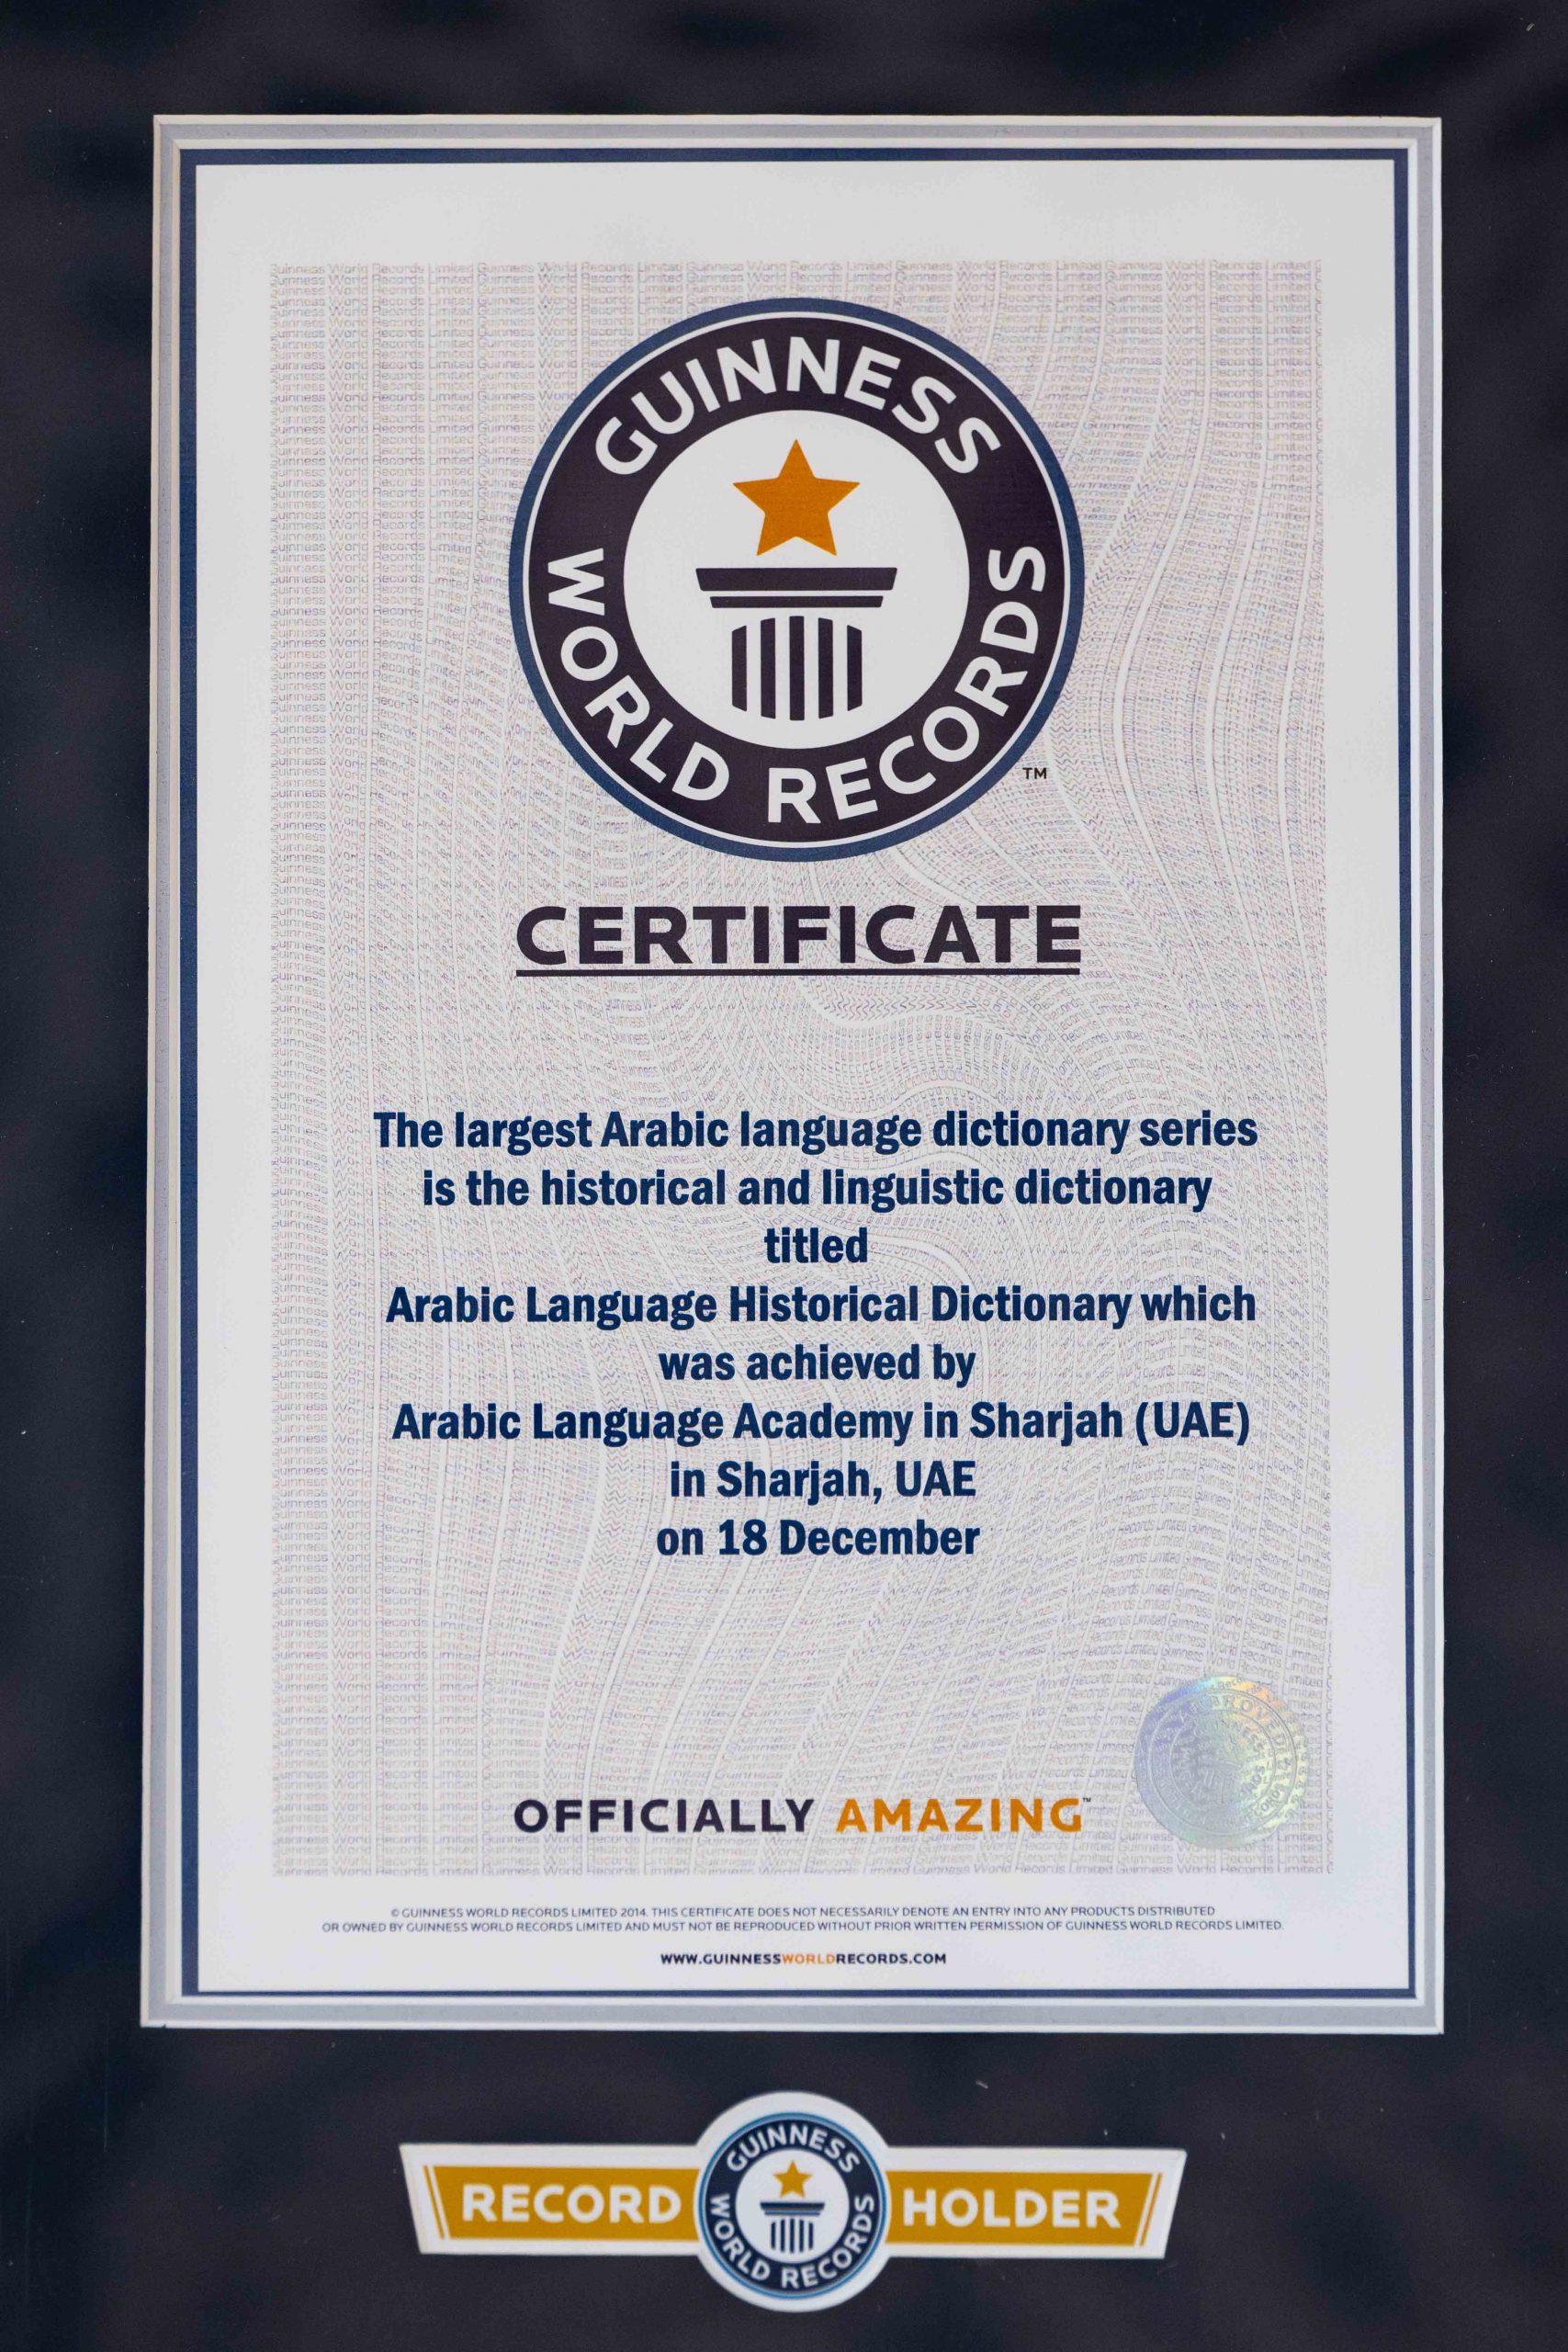 GUINNESS
WORLD RECORDS
TM
CERTIFICATE
The largest Arabic language dictionary series
is the historical and linguistic dictionary
titled
Arabic Language Historical Dictionary which
was achieved by
Arabic Language Academy in Sharjah (UAE)
in Sharjah, UAE
on 18 December
OFFICIALLY AMAZING™
© GUINNESS WORLD RECORDS LIMITED 2014. THIS CERTIFICATE DOES NOT NECESSARILY DENOTE AN ENTRY INTO ANY PRODUCTS DISTRIBUTED
OR OWNED BY GUINNESS WORLD RECORDS LIMITED AND MUST NOT BE REPRODUCED WITHOUT PRIOR WRITTEN PERMISSION OF GUINNESS WORLD RECORDS LIMITED.
WWW.GUINNESSWORLDRECORDS.COM
RECORD
GUINNESS
WORLD RECORDS
HOLDER